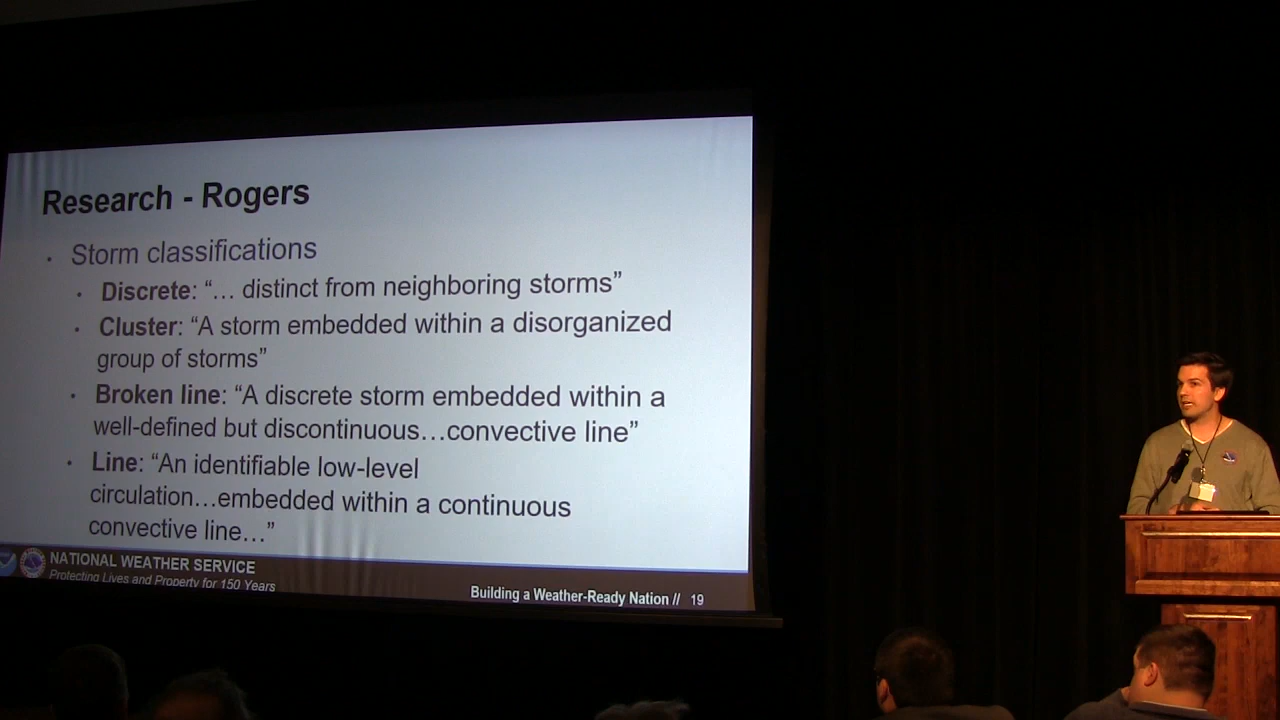 Research - Rogers
• Storm classifications
• Discrete: “… distinct from neighboring storms”
• Cluster: “A storm embedded within a disorganized
group of storms”
• Broken line: “A discrete storm embedded within a
well-defined but discontinuous…convective line”
• Line: “An identifiable low-level
circulation…embedded within a continuous
convective line…”
NATIONAL WEATHER SERVICE
Protecting Lives and Property for 150 Years
Building a Weather-Ready Nation // 19